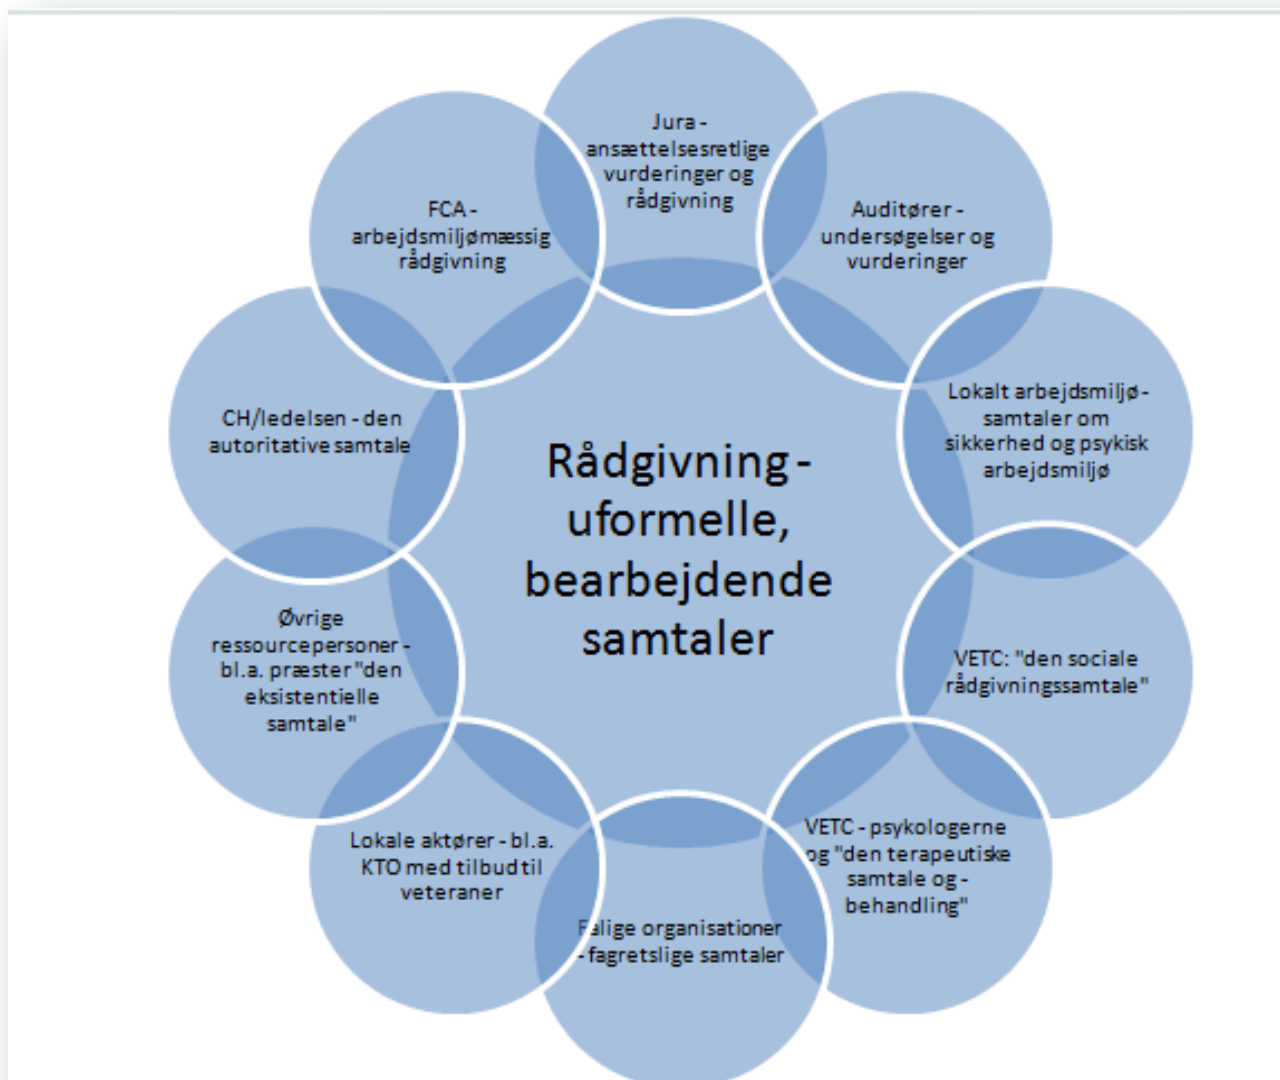 Jura -
ansættelsesretlige
vurderinger og
rådgivning
Auditører -
undersøgelser og
vurderinger
Lokalt arbejdsmiljø -
samtaler om
sikkerhed og psykisk
arbejdsmiljø
VETC: "den sociale
rådgivningssamtale"
VETC - psykologerne
og "den terapeutiske
samtale og -
behandling"
Falige organisationer
- fagretslige samtaler
Lokale aktører - bl.a.
KTO med tilbud til
veteraner
Øvrige
ressourcepersoner -
bl.a. præster "den
eksistentielle
samtale"
CH/ledelsen - den
autoritative samtale
FCA -
arbejdsmiljømæssig
rådgivning
Rådgivning -
uformelle,
bearbejdende
samtaler